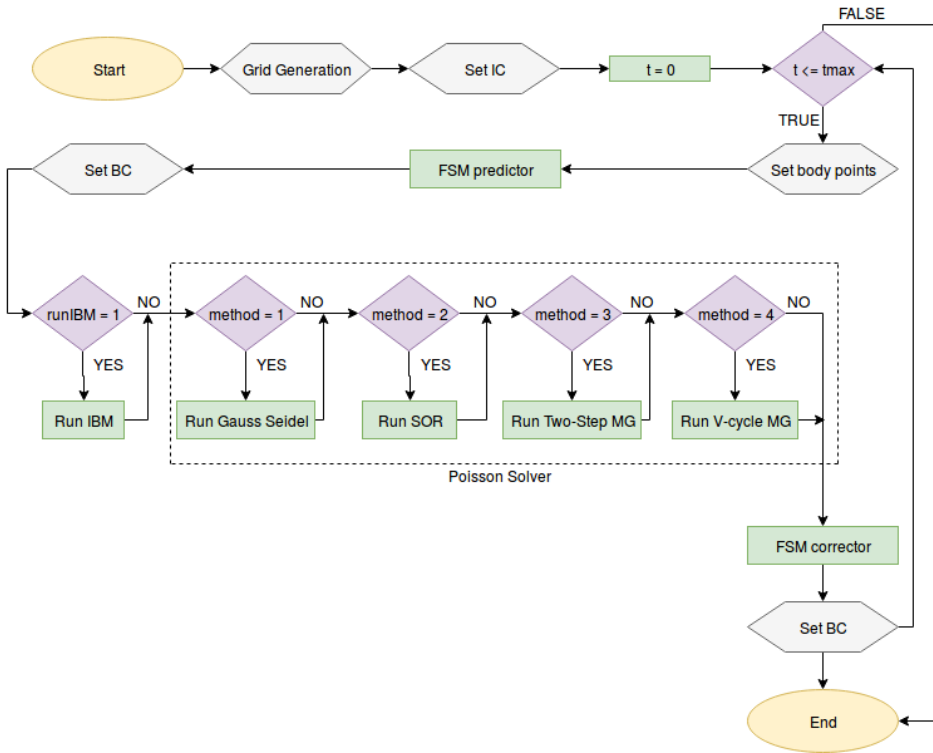 FALSE
Start
Grid Generation
Set IC
t = 0
t <= tmax
TRUE
Set BC
FSM predictor
Set body points
runIBM = 1
NO
method = 1
NO
method = 2
NO
method = 3
NO
method = 4
NO
YES
YES
YES
YES
YES
Run IBM
Run Gauss Seidel
Run SOR
Run Two-Step MG
Run V-cycle MG
Poisson Solver
FSM corrector
Set BC
End